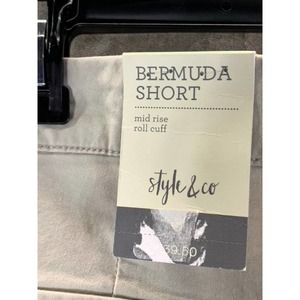 BERMUDA
SHORT
mid rise
roll cuff
style & co